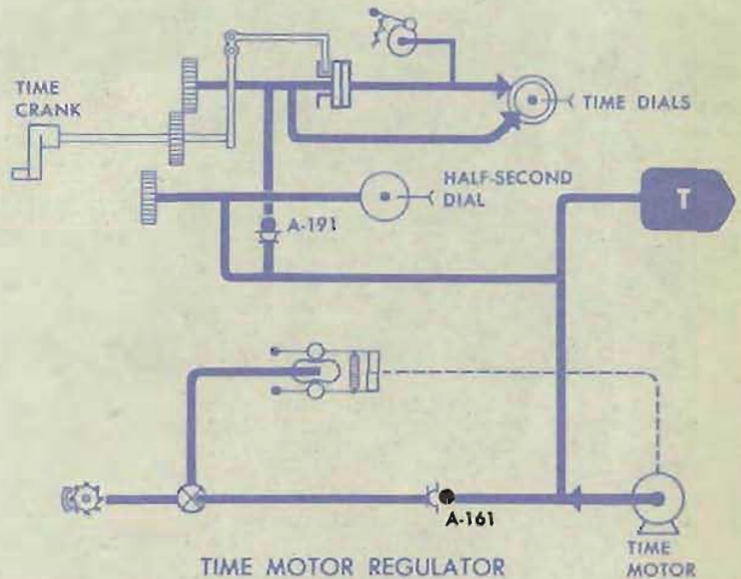 TIME
CRANK
TIME DIALS
HALF-SECOND
DIAL
T
A-191
A-161
TIME MOTOR REGULATOR
TIME
MOTOR